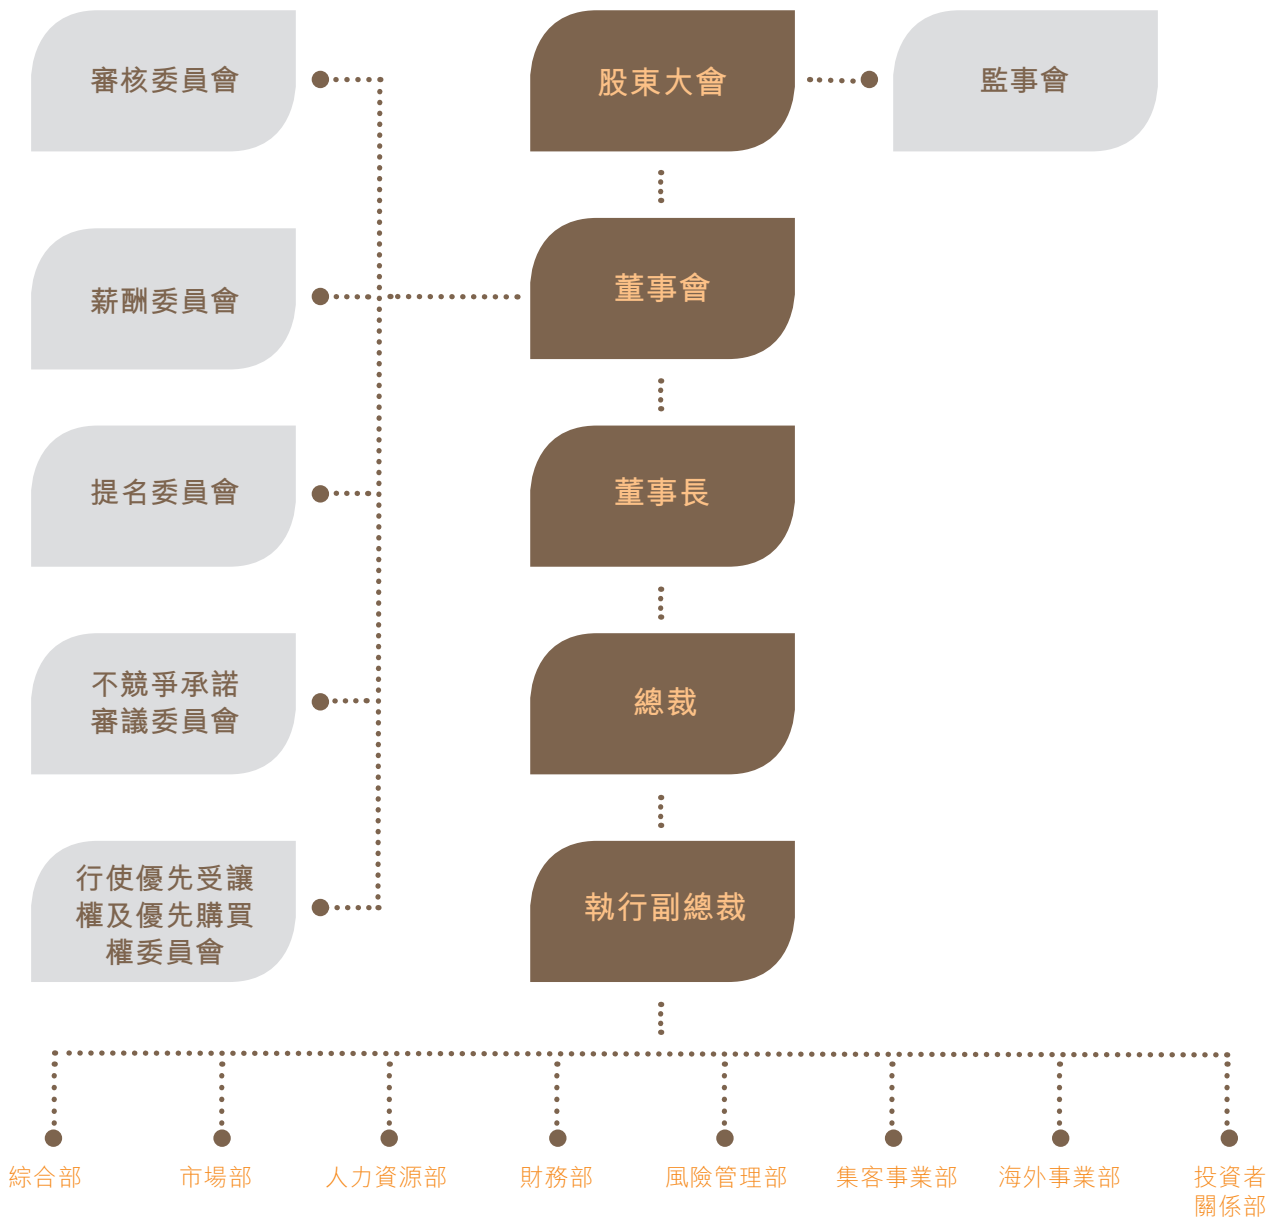 審核委員會
股東大會
監事會
薪酬委員會
董事會
提名委員會
董事長
不競爭承諾
審議委員會
總裁
行使優先受讓
權及優先購買
權委員會
執行副總裁
綜合部
市場部
人力資源部
財務部
風險管理部
集客事業部
海外事業部
投資者
關係部